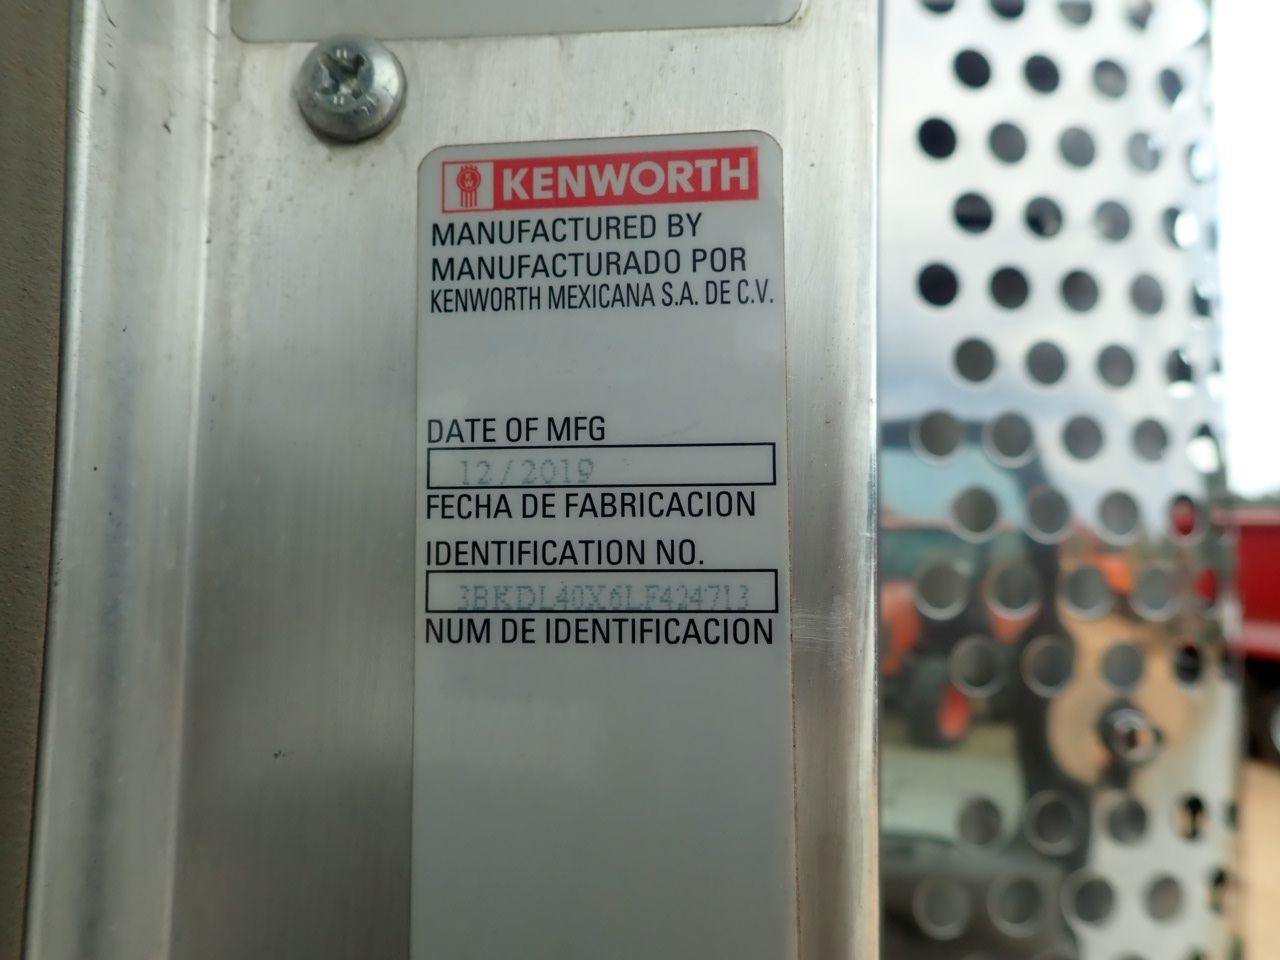 KW KENWORTH
MANUFACTURED BY
MANUFACTURADO POR
KENWORTH MEXICANA S.A. DE C.V.
DATE OF MFG
12/2019
FECHA DE FABRICACION
IDENTIFICATION NO.
3BKDL40X6LF424713
NUM DE IDENTIFICACION